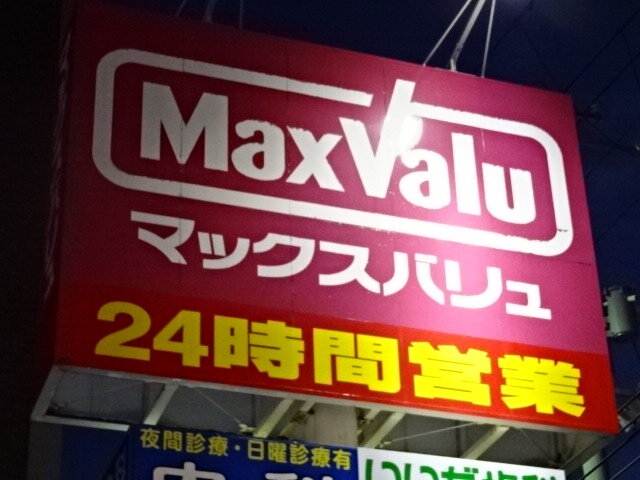 MaxValu
マックスバリュ
24時間営業
夜間診療・日曜診療有